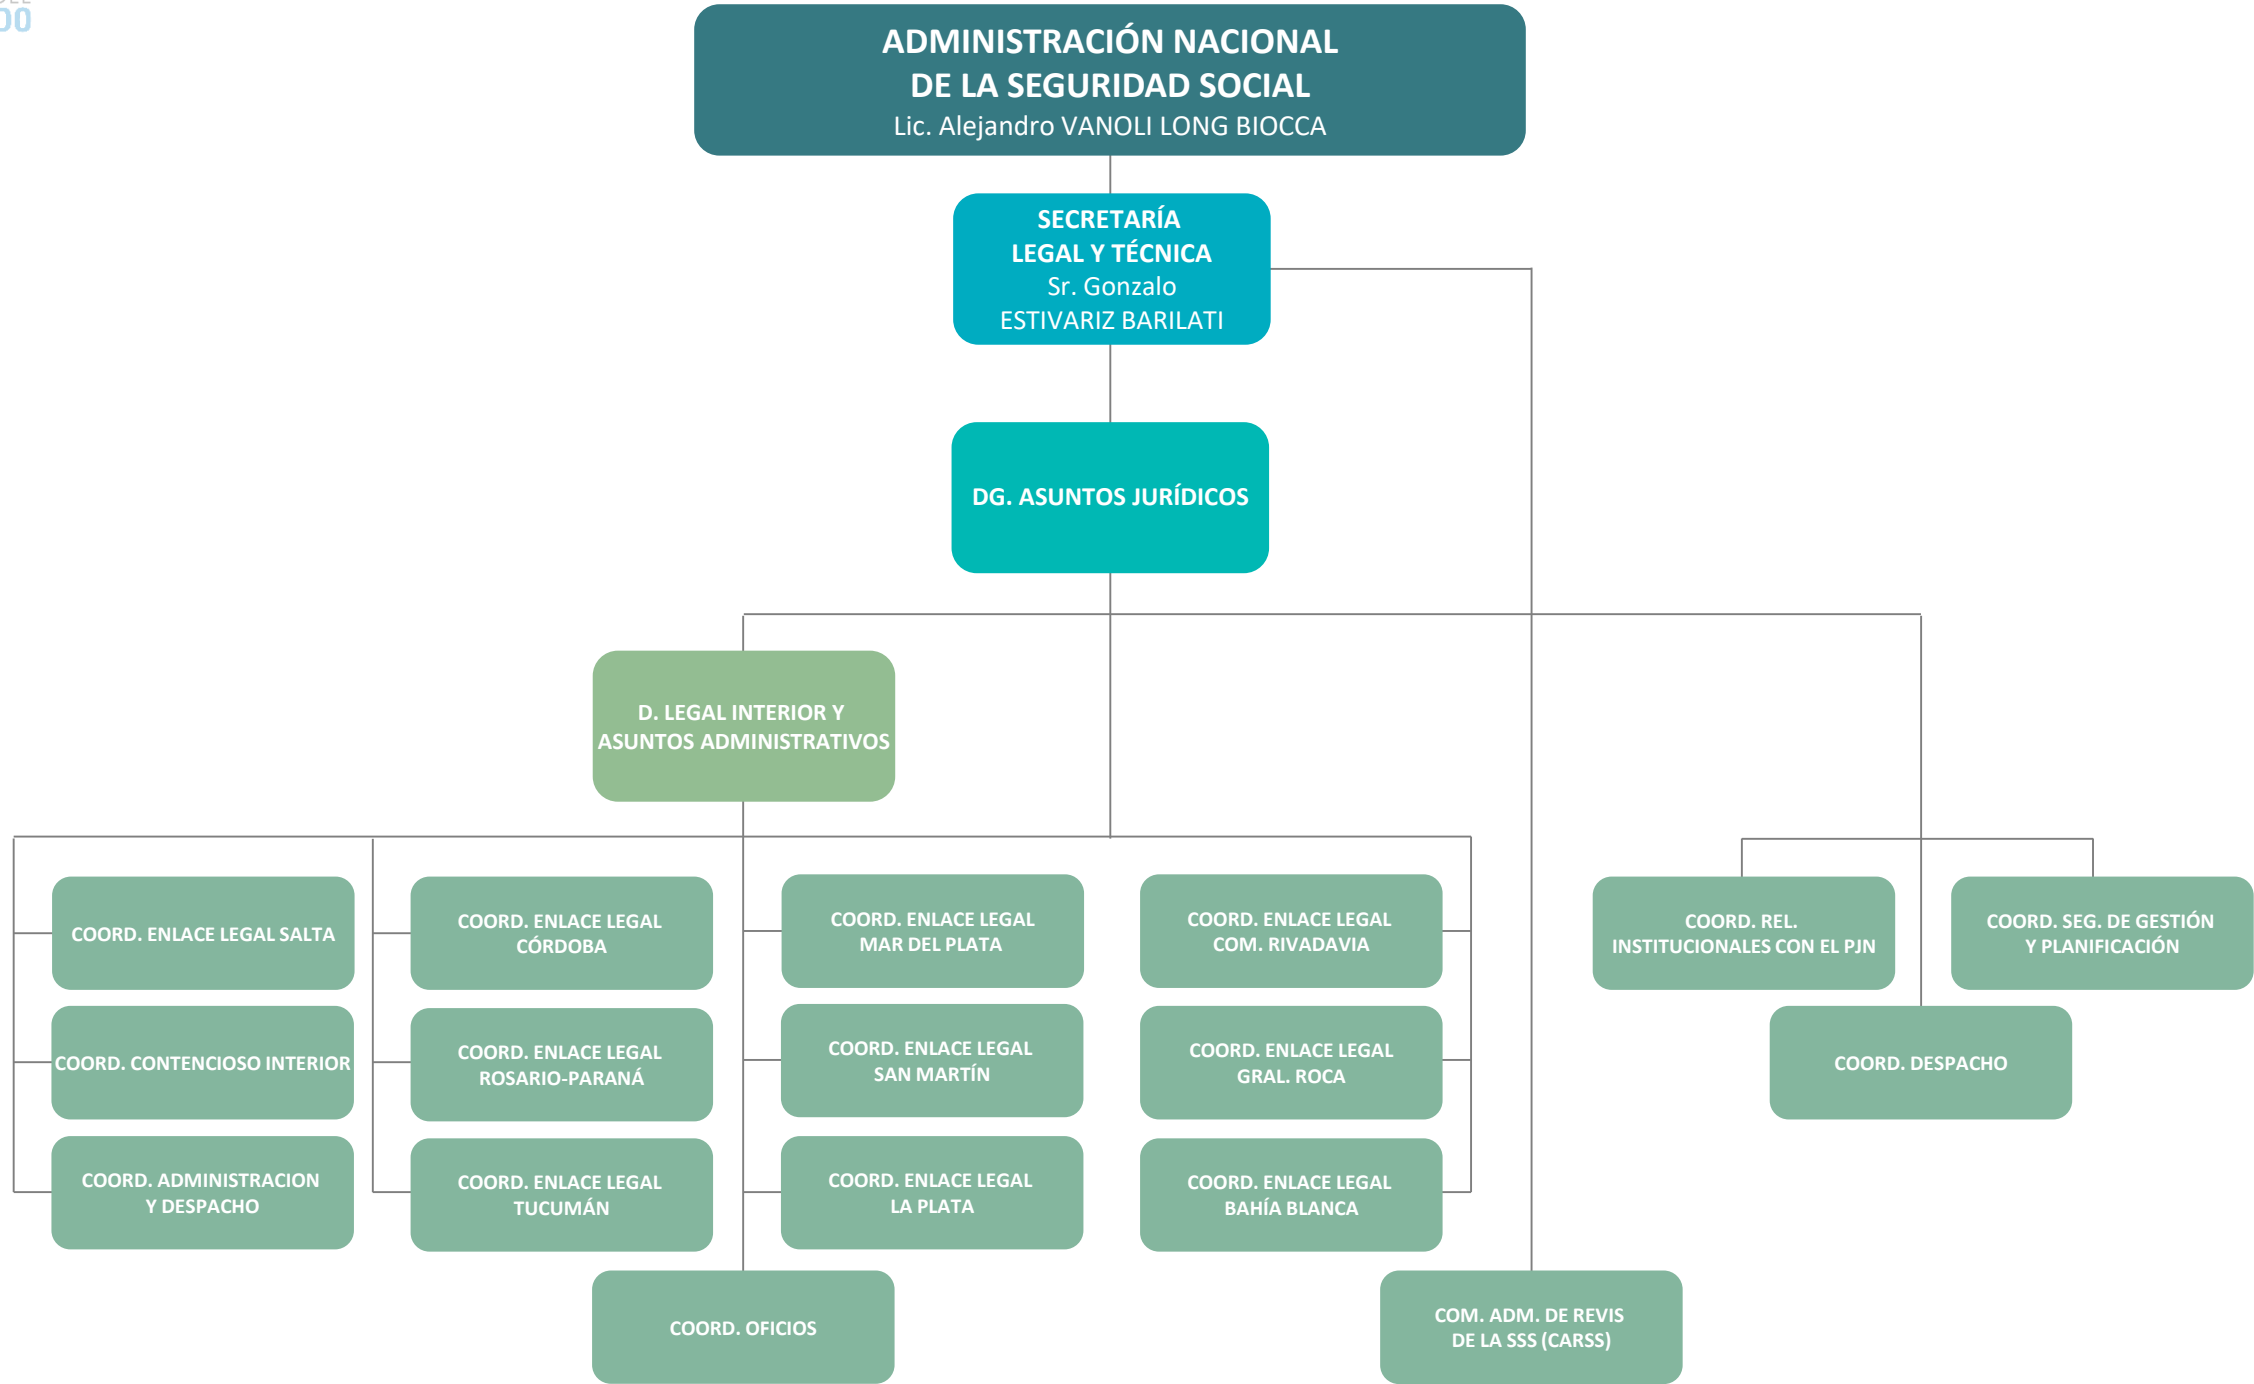 00
ADMINISTRACIÓN NACIONAL
DE LA SEGURIDAD SOCIAL
Lic. Alejandro VANOLI LONG BIOCCA
SECRETARÍA
LEGAL Y TÉCNICA
Sr. Gonzalo
ESTIVARIZ BARILATI
DG. ASUNTOS JURÍDICOS
D. LEGAL INTERIOR Y
ASUNTOS ADMINISTRATIVOS
COORD. ENLACE LEGAL SALTA
COORD. ENLACE LEGAL
CÓRDOBA
COORD. ENLACE LEGAL
MAR DEL PLATA
COORD. ENLACE LEGAL
COM. RIVADAVIA
COORD. REL.
INSTITUCIONALES CON EL PJN
COORD. SEG. DE GESTIÓN
Y PLANIFICACIÓN
COORD. CONTENCIOSO INTERIOR
COORD. ENLACE LEGAL
ROSARIO-PARANÁ
COORD. ENLACE LEGAL
SAN MARTÍN
COORD. ENLACE LEGAL
GRAL. ROCA
COORD. DESPACHO
COORD. ADMINISTRACION
Y DESPACHO
COORD. ENLACE LEGAL
TUCUMÁN
COORD. ENLACE LEGAL
LA PLATA
COORD. ENLACE LEGAL
BAHÍA BLANCA
COORD. OFICIOS
COM. ADM. DE REVIS
DE LA SSS (CARSS)